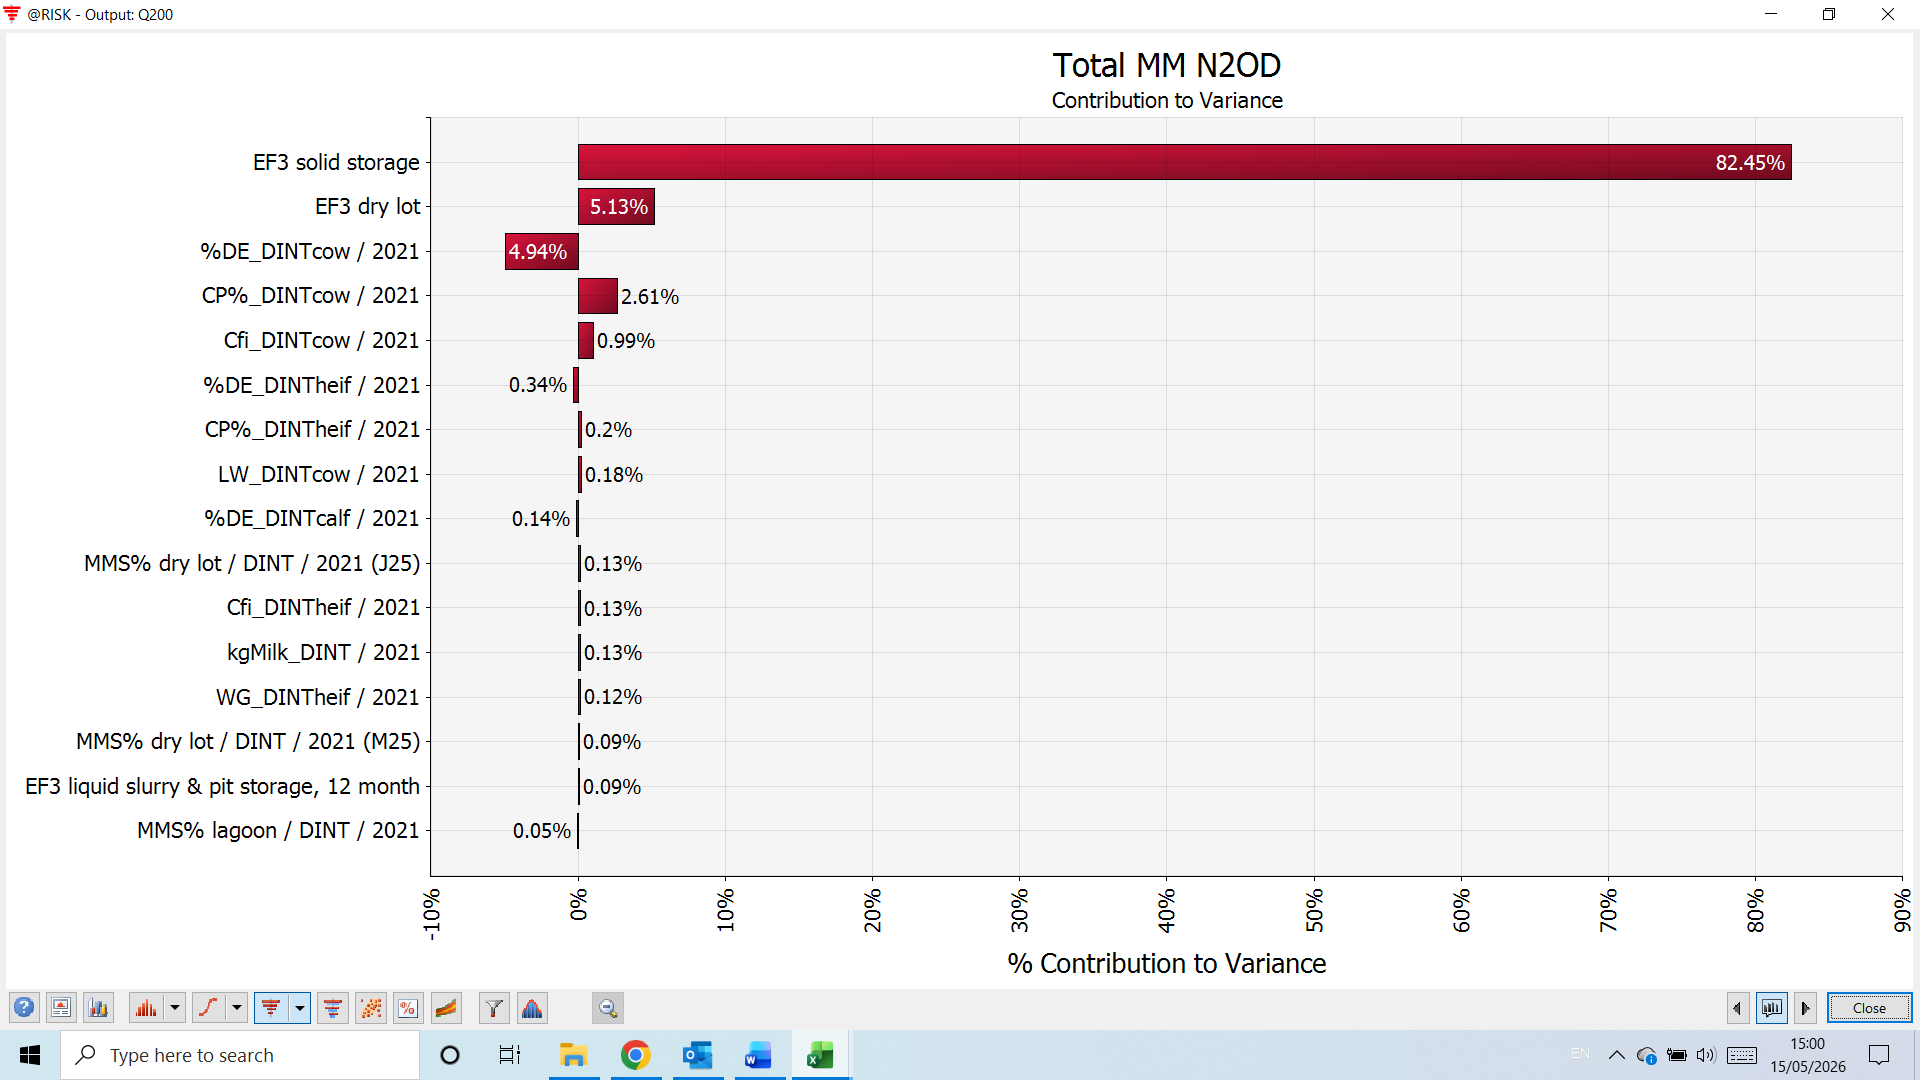 @RISK - Output: Q200
Total MM N2OD
Contribution to Variance
EF3 solid storage 82.45%
EF3 dry lot 5.13%
%DE_DINTcow / 2021 4.94%
CP%_DINTcow / 2021 2.61%
Cfi_DINTcow / 2021 0.99%
%DE_DINTheif / 2021 0.34%
CP%_DINTheif / 2021 0.2%
LW_DINTcow / 2021 0.18%
%DE_DINTcalf / 2021 0.14%
MMS% dry lot / DINT / 2021 (J25) 0.13%
Cfi_DINTheif / 2021 0.13%
kgMilk_DINT / 2021 0.13%
WG_DINTheif / 2021 0.12%
MMS% dry lot / DINT / 2021 (M25) 0.09%
EF3 liquid slurry & pit storage, 12 month 0.09%
MMS% lagoon / DINT / 2021 0.05%
-10% 0% 10% 20% 30% 40% 50% 60% 70% 80% 90%
% Contribution to Variance
Close
Type here to search
EN
15:00
15/05/2026